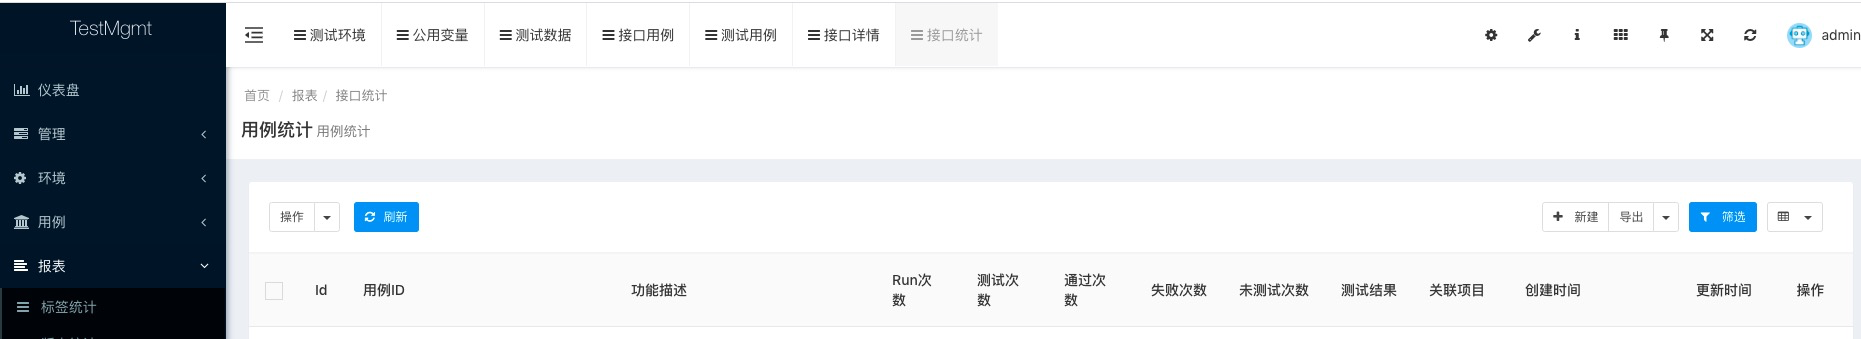 TestMgmt
测试环境 公用变量 测试数据 接口用例 测试用例 接口详情 接口统计 admin
仪表盘
管理
环境
用例
报表
标签统计
首页 / 报表 / 接口统计
用例统计 用例统计
操作 刷新 新建 导出 筛选
Id 用例ID 功能描述 Run次数 测试次数 通过次数 失败次数 未测试次数 测试结果 关联项目 创建时间 更新时间 操作